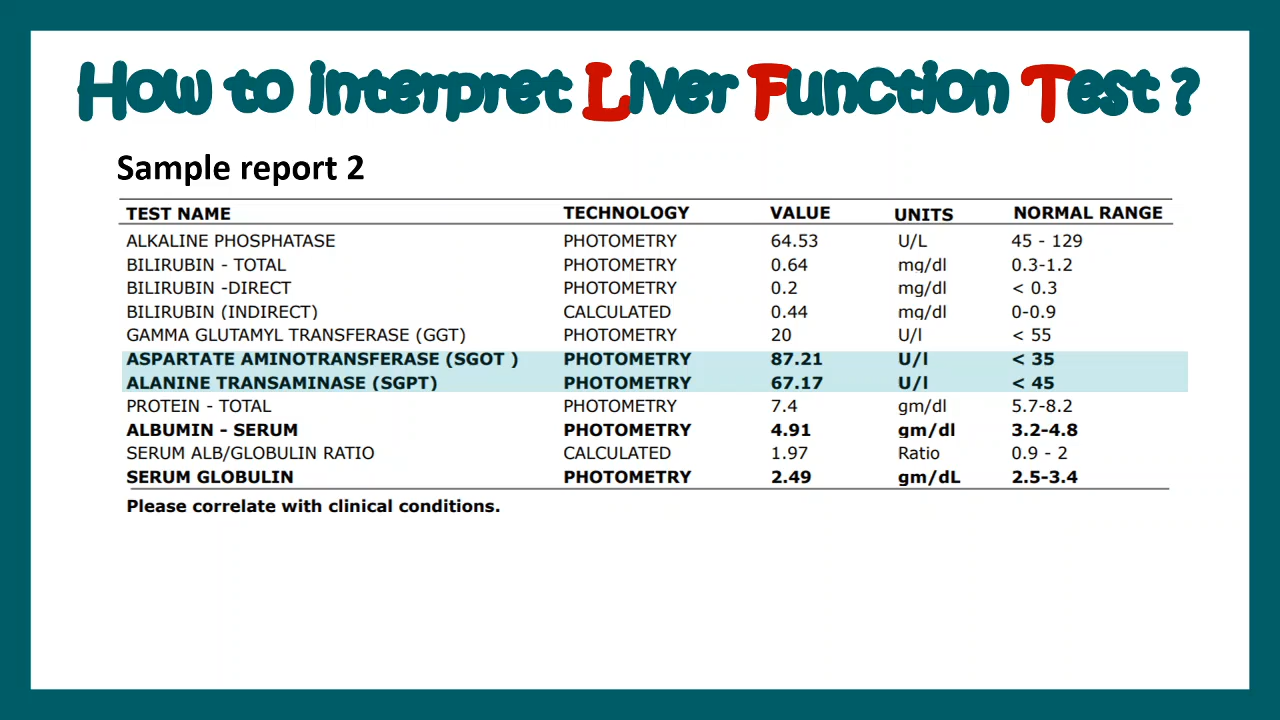 How to interpret Liver Function Test ?
Sample report 2
TEST NAME TECHNOLOGY VALUE UNITS NORMAL RANGE
ALKALINE PHOSPHATASE PHOTOMETRY 64.53 U/L 45 - 129
BILIRUBIN - TOTAL PHOTOMETRY 0.64 mg/dl 0.3-1.2
BILIRUBIN -DIRECT PHOTOMETRY 0.2 mg/dl < 0.3
BILIRUBIN (INDIRECT) CALCULATED 0.44 mg/dl 0-0.9
GAMMA GLUTAMYL TRANSFERASE (GGT) PHOTOMETRY 20 U/l < 55
ASPARTATE AMINOTRANSFERASE (SGOT ) PHOTOMETRY 87.21 U/l < 35
ALANINE TRANSAMINASE (SGPT) PHOTOMETRY 67.17 U/l < 45
PROTEIN - TOTAL PHOTOMETRY 7.4 gm/dl 5.7-8.2
ALBUMIN - SERUM PHOTOMETRY 4.91 gm/dl 3.2-4.8
SERUM ALB/GLOBULIN RATIO CALCULATED 1.97 Ratio 0.9 - 2
SERUM GLOBULIN PHOTOMETRY 2.49 gm/dL 2.5-3.4
Please correlate with clinical conditions.